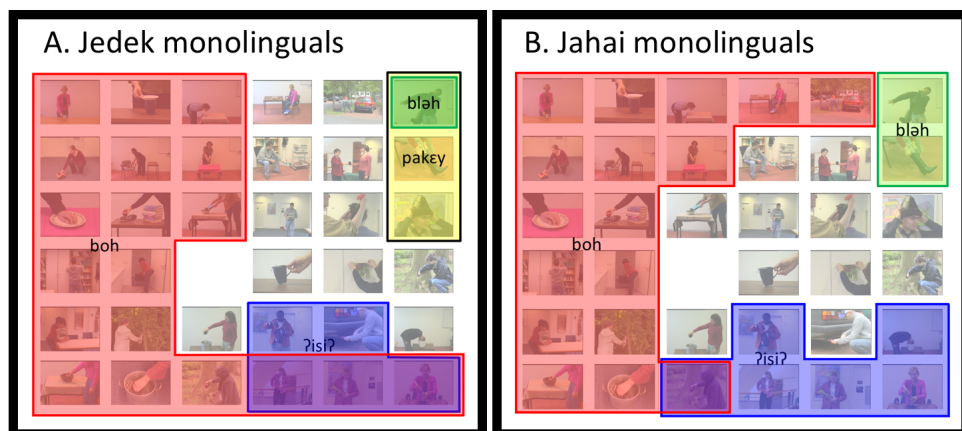 A. Jedek monolinguals
bləh
pakɛy
boh
ʔisiʔ
B. Jahai monolinguals
bləh
boh
ʔisiʔ